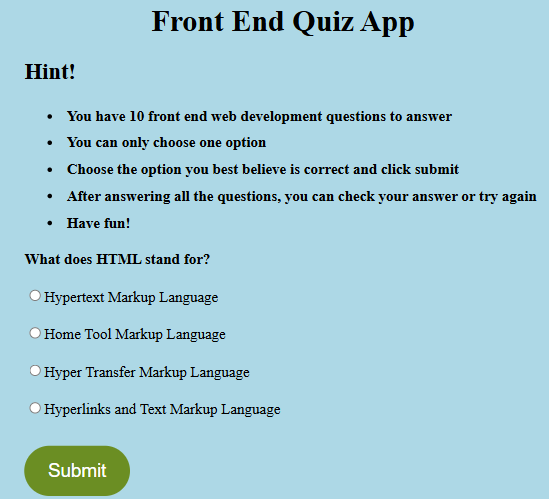 Front End Quiz App
Hint!
• You have 10 front end web development questions to answer
• You can only choose one option
• Choose the option you best believe is correct and click submit
• After answering all the questions, you can check your answer or try again
• Have fun!
What does HTML stand for?
Hypertext Markup Language
Home Tool Markup Language
Hyper Transfer Markup Language
Hyperlinks and Text Markup Language
Submit